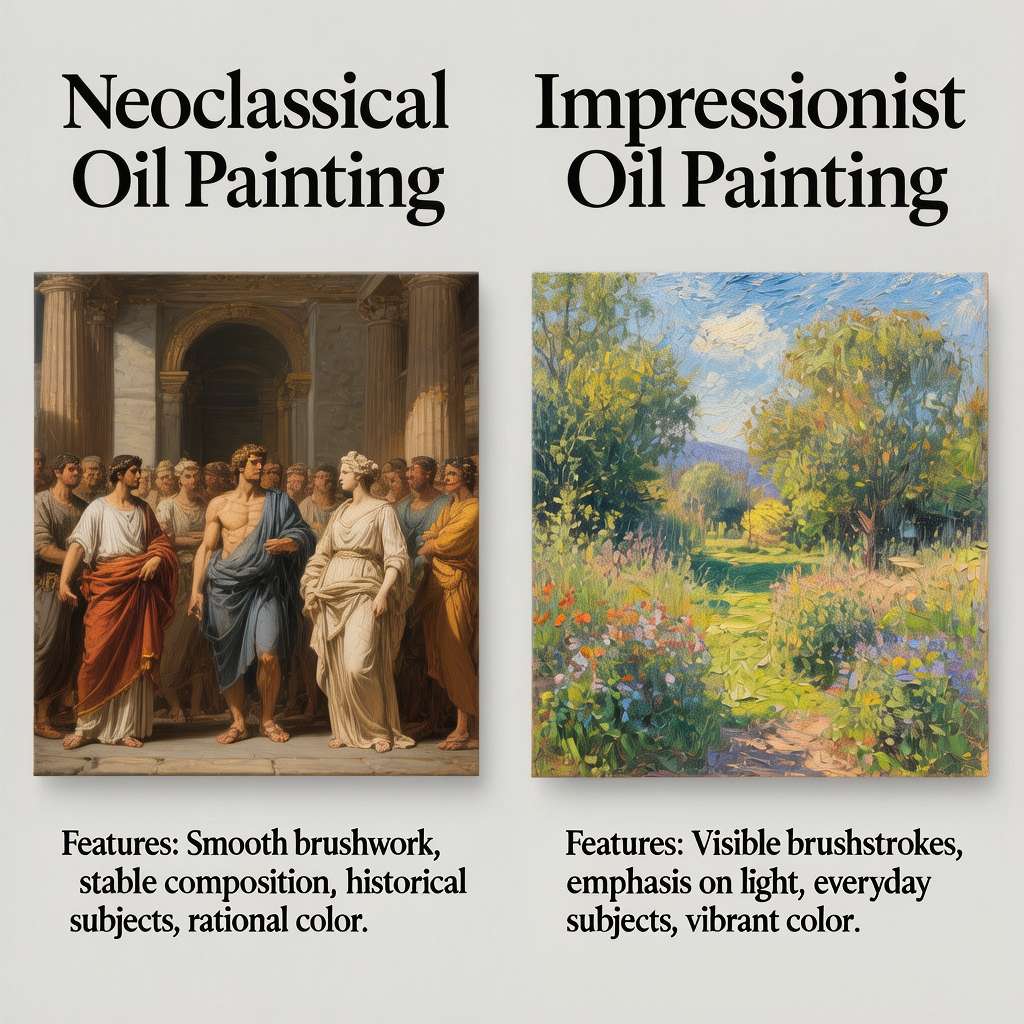 Neoclassical
Oil Painting
Features: Smooth brushwork,
stable composition, historical
subjects, rational color.
Impressionist
Oil Painting
Features: Visible brushstrokes,
emphasis on light, everyday
subjects, vibrant color.